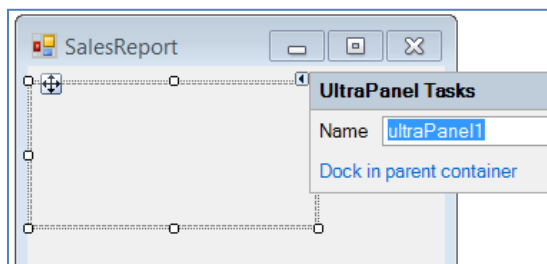 SalesReport
UltraPanel Tasks
Name ultraPanel1
Dock in parent container